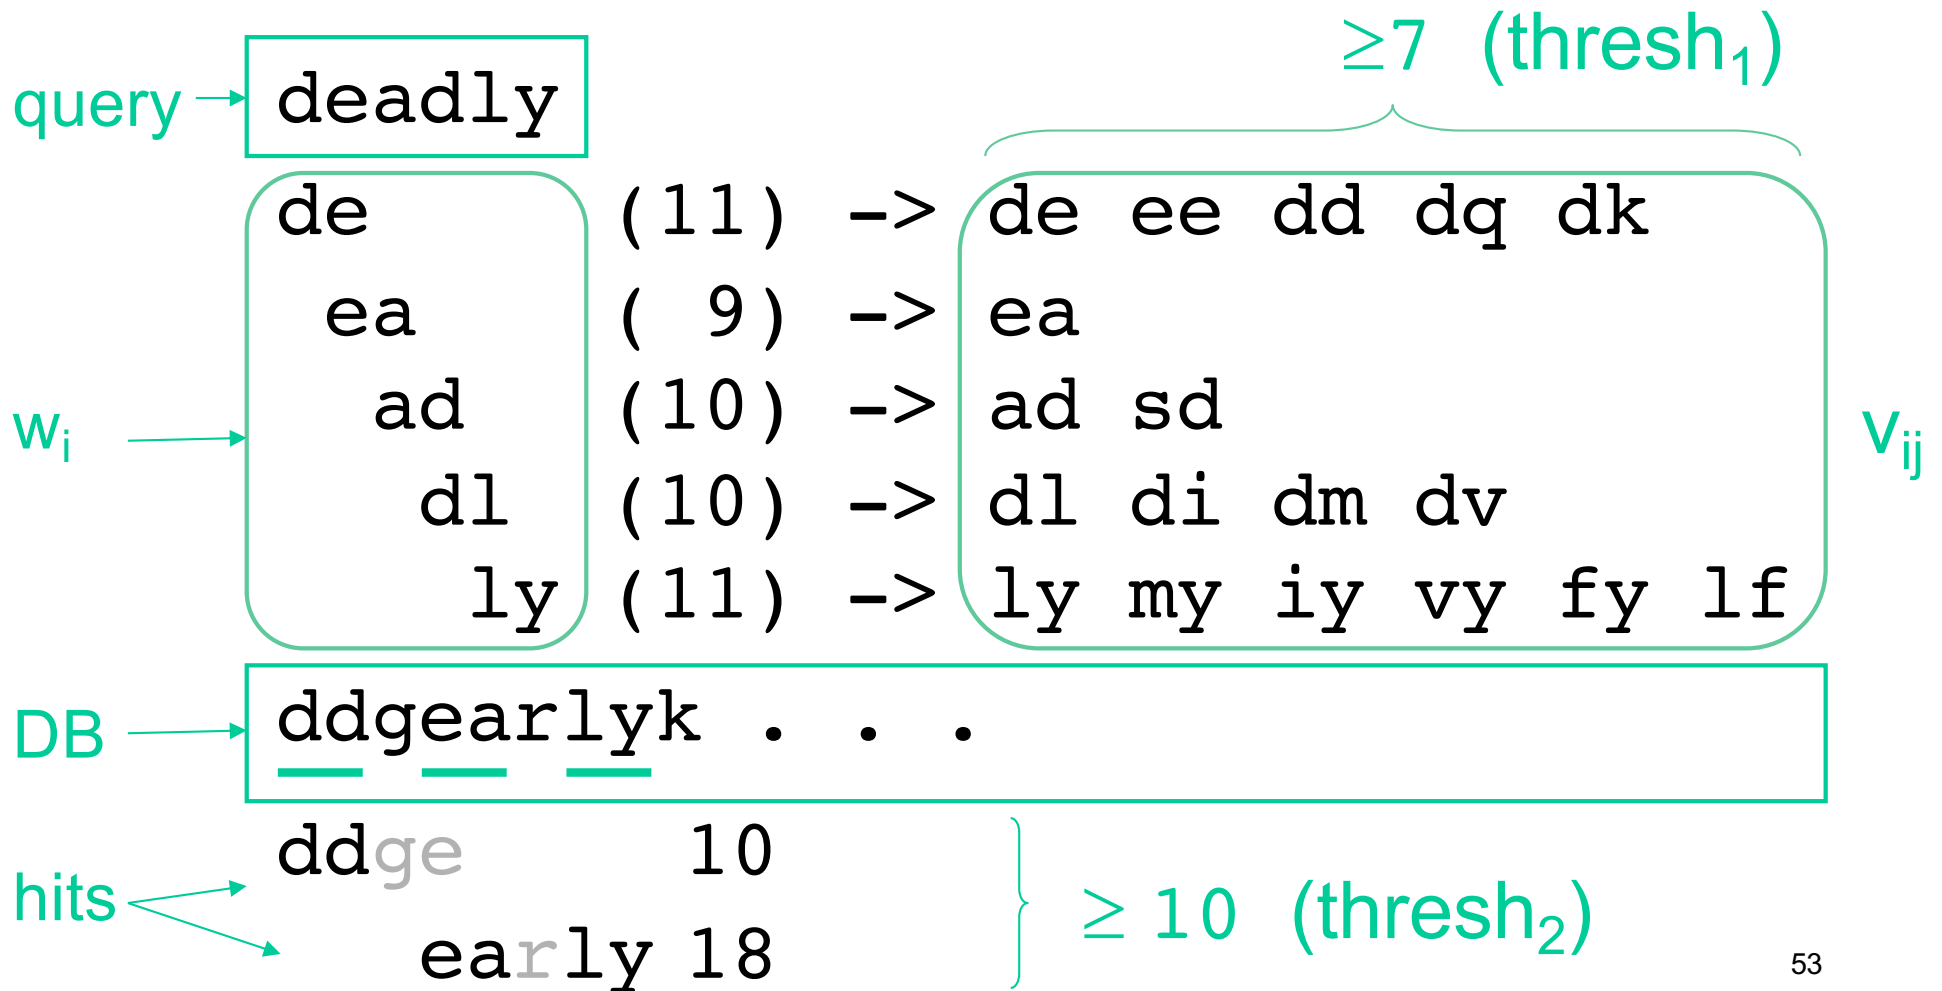 ≥7 (thresh₁)
query deadly
de (11) -> de ee dd dq dk
ea ( 9) -> ea
wᵢ ad (10) -> ad sd vᵢⱼ
dl (10) -> dl di dm dv
ly (11) -> ly my iy vy fy lf
DB ddgearlyk . . .
ddge 10
hits ≥ 10 (thresh₂)
early 18
53